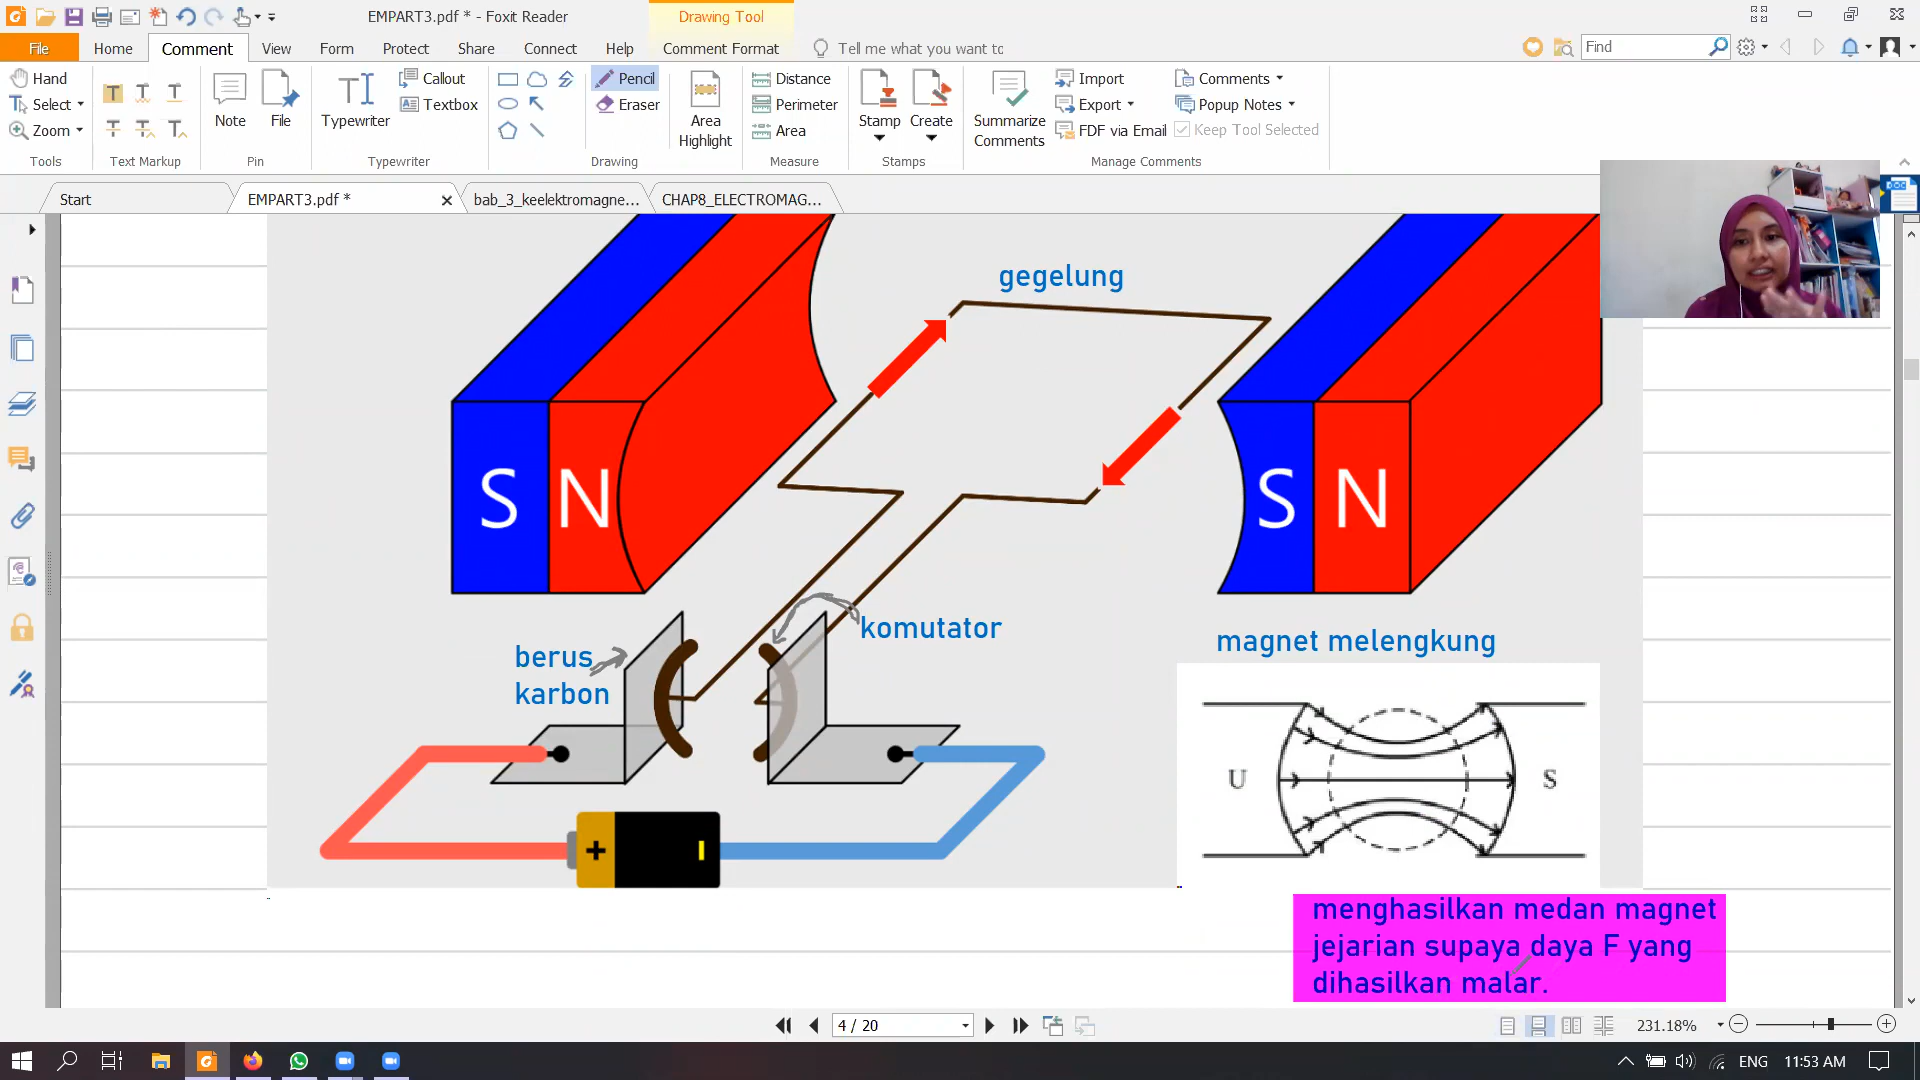 EMPART3.pdf * - Foxit Reader
Drawing Tool
File
Home
Comment
View
Form
Protect
Share
Connect
Help
Comment Format
Tell me what you want to
Find
Hand
Select
Zoom
Tools
Text Markup
Note
File
Pin
Typewriter
Callout
Textbox
Typewriter
Pencil
Eraser
Drawing
Area
Highlight
Distance
Perimeter
Area
Measure
Stamp
Create
Stamps
Summarize
Comments
Import
Export
FDF via Email
Comments
Popup Notes
Keep Tool Selected
Manage Comments
Start
EMPART3.pdf *
bab_3_keelektromagne...
CHAP8_ELECTROMAG...
DOC
gegelung
S N
S N
komutator
berus
karbon
magnet melengkung
U S
+ -
menghasilkan medan magnet
jejarian supaya daya F yang
dihasilkan malar.
4 / 20
231.18%
ENG
11:53 AM